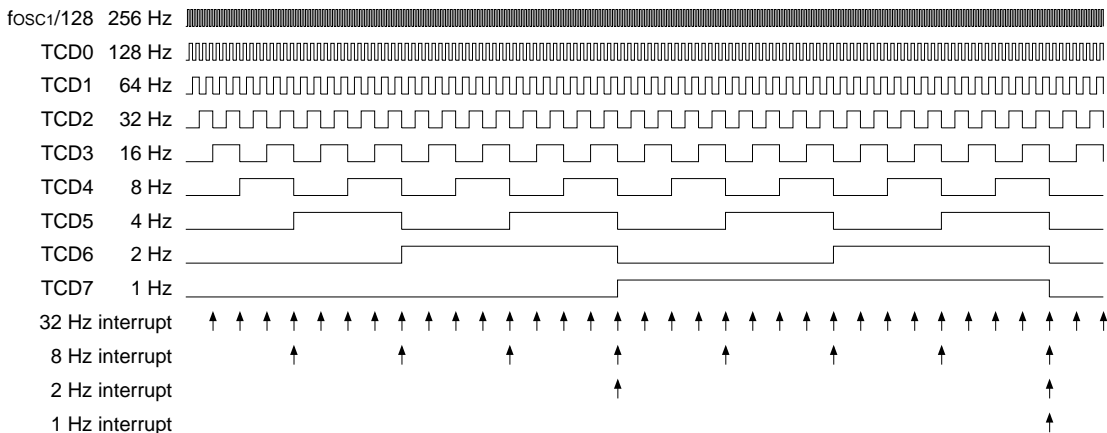 fOSC1/128 256 Hz
TCD0 128 Hz
TCD1 64 Hz
TCD2 32 Hz
TCD3 16 Hz
TCD4 8 Hz
TCD5 4 Hz
TCD6 2 Hz
TCD7 1 Hz
32 Hz interrupt
8 Hz interrupt
2 Hz interrupt
1 Hz interrupt